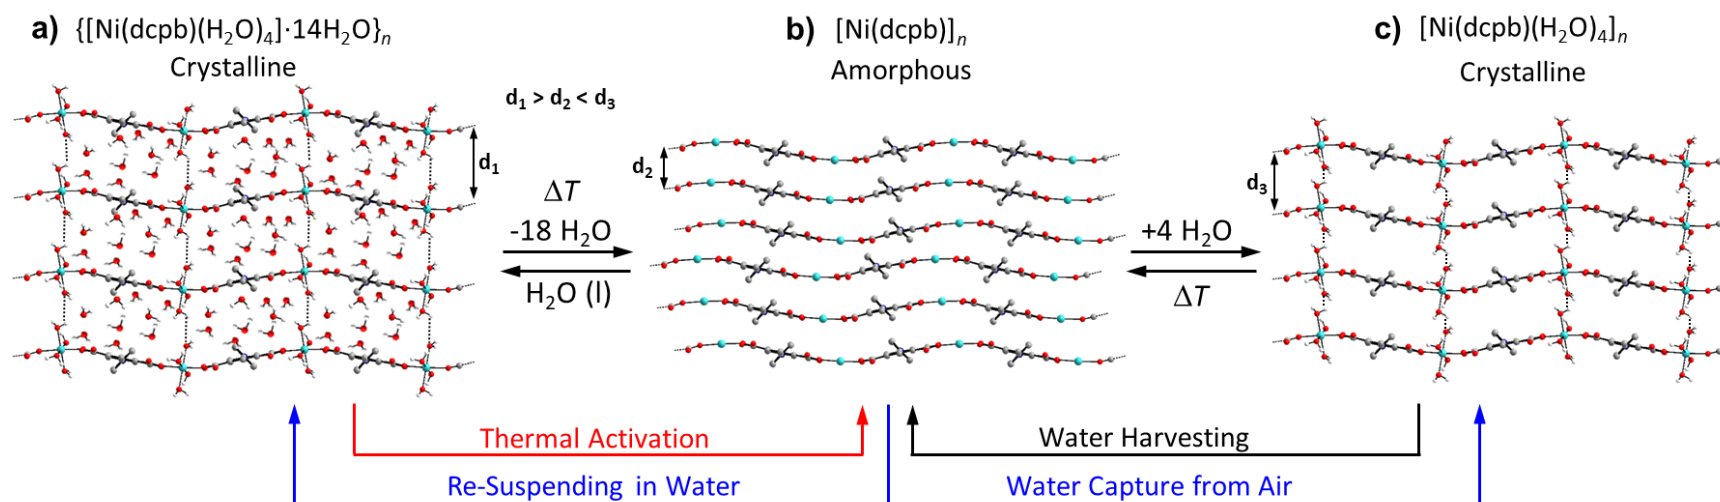 a) {[Ni(dcpb)(H₂O)₄]·14H₂O}ₙ
Crystalline
b) [Ni(dcpb)]ₙ
Amorphous
c) [Ni(dcpb)(H₂O)₄]ₙ
Crystalline
d₁ > d₂ < d₃
d₁
d₂
d₃
ΔT
-18 H₂O
H₂O (l)
+4 H₂O
ΔT
Thermal Activation
Water Harvesting
Re-Suspending in Water
Water Capture from Air